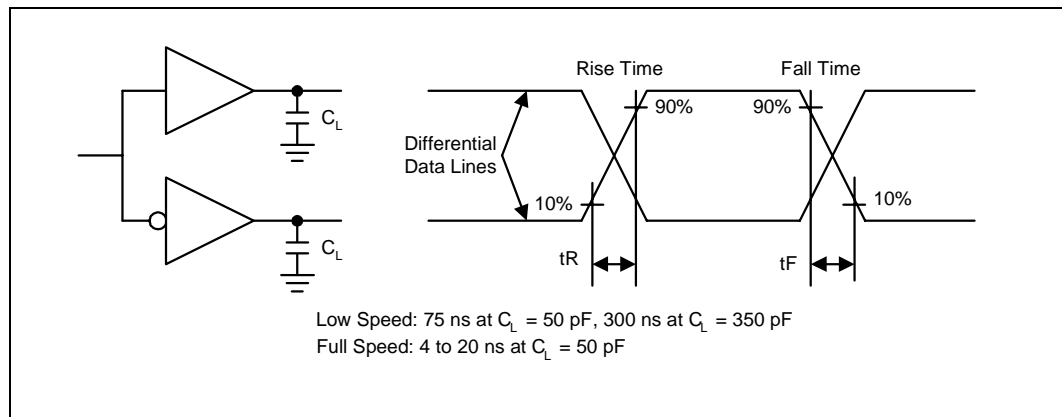 Rise Time
Fall Time
90%
90%
C_L
Differential
Data Lines
10%
10%
C_L
tR
tF
Low Speed: 75 ns at C_L = 50 pF, 300 ns at C_L = 350 pF
Full Speed: 4 to 20 ns at C_L = 50 pF